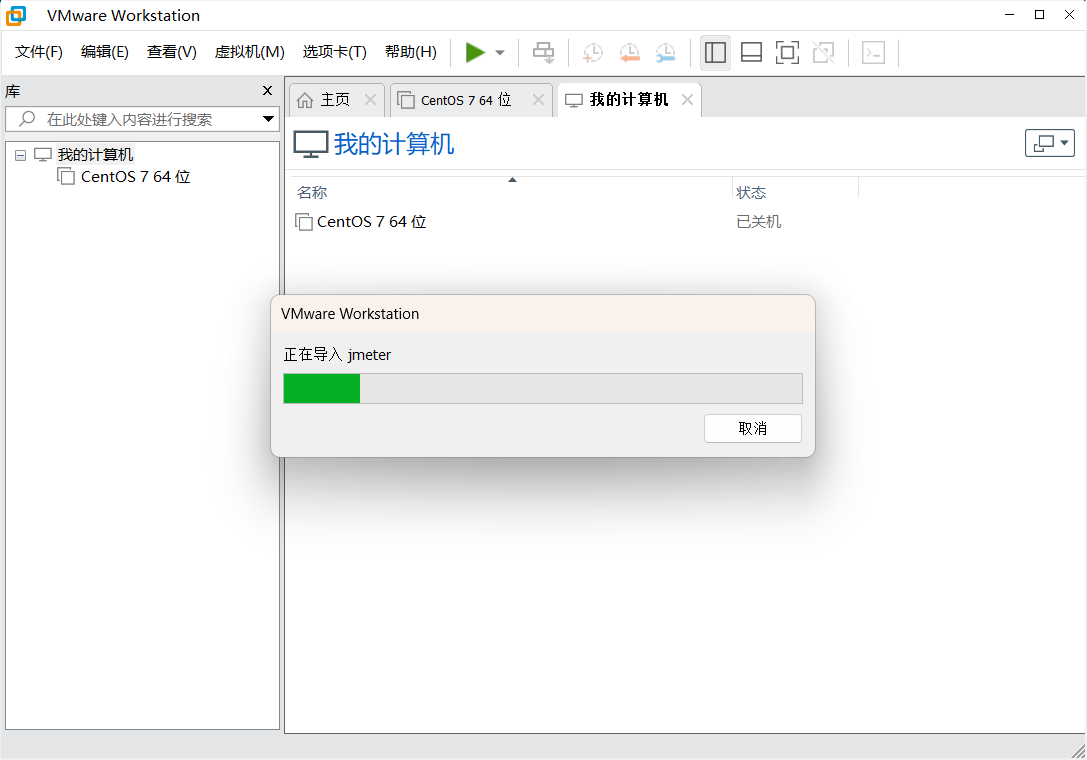 VMware Workstation
文件(F) 编辑(E) 查看(V) 虚拟机(M) 选项卡(T) 帮助(H)
库
在此处键入内容进行搜索
我的计算机
CentOS 7 64 位
主页 CentOS 7 64 位 我的计算机
我的计算机
名称 状态
CentOS 7 64 位 已关机
VMware Workstation
正在导入 jmeter
取消